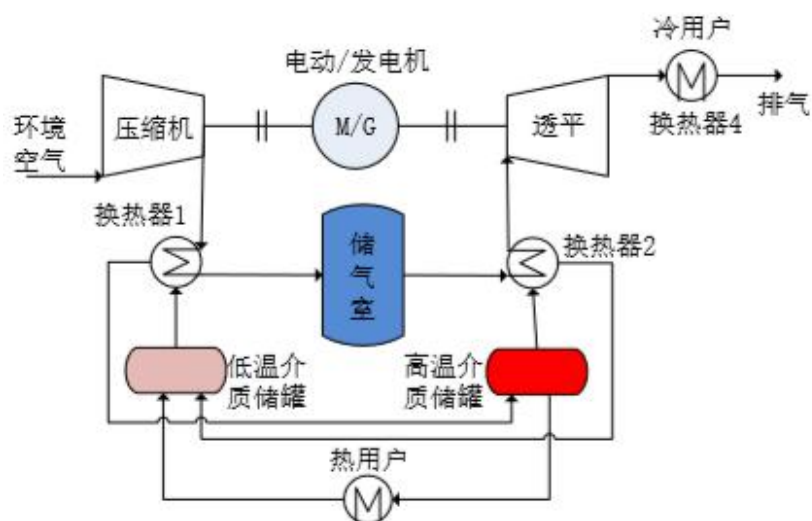 冷用户
电动/发电机
环境
空气
压缩机
M/G
透平
换热器4
排气
换热器1
储
气
室
换热器2
低温介
质储罐
高温介
质储罐
热用户